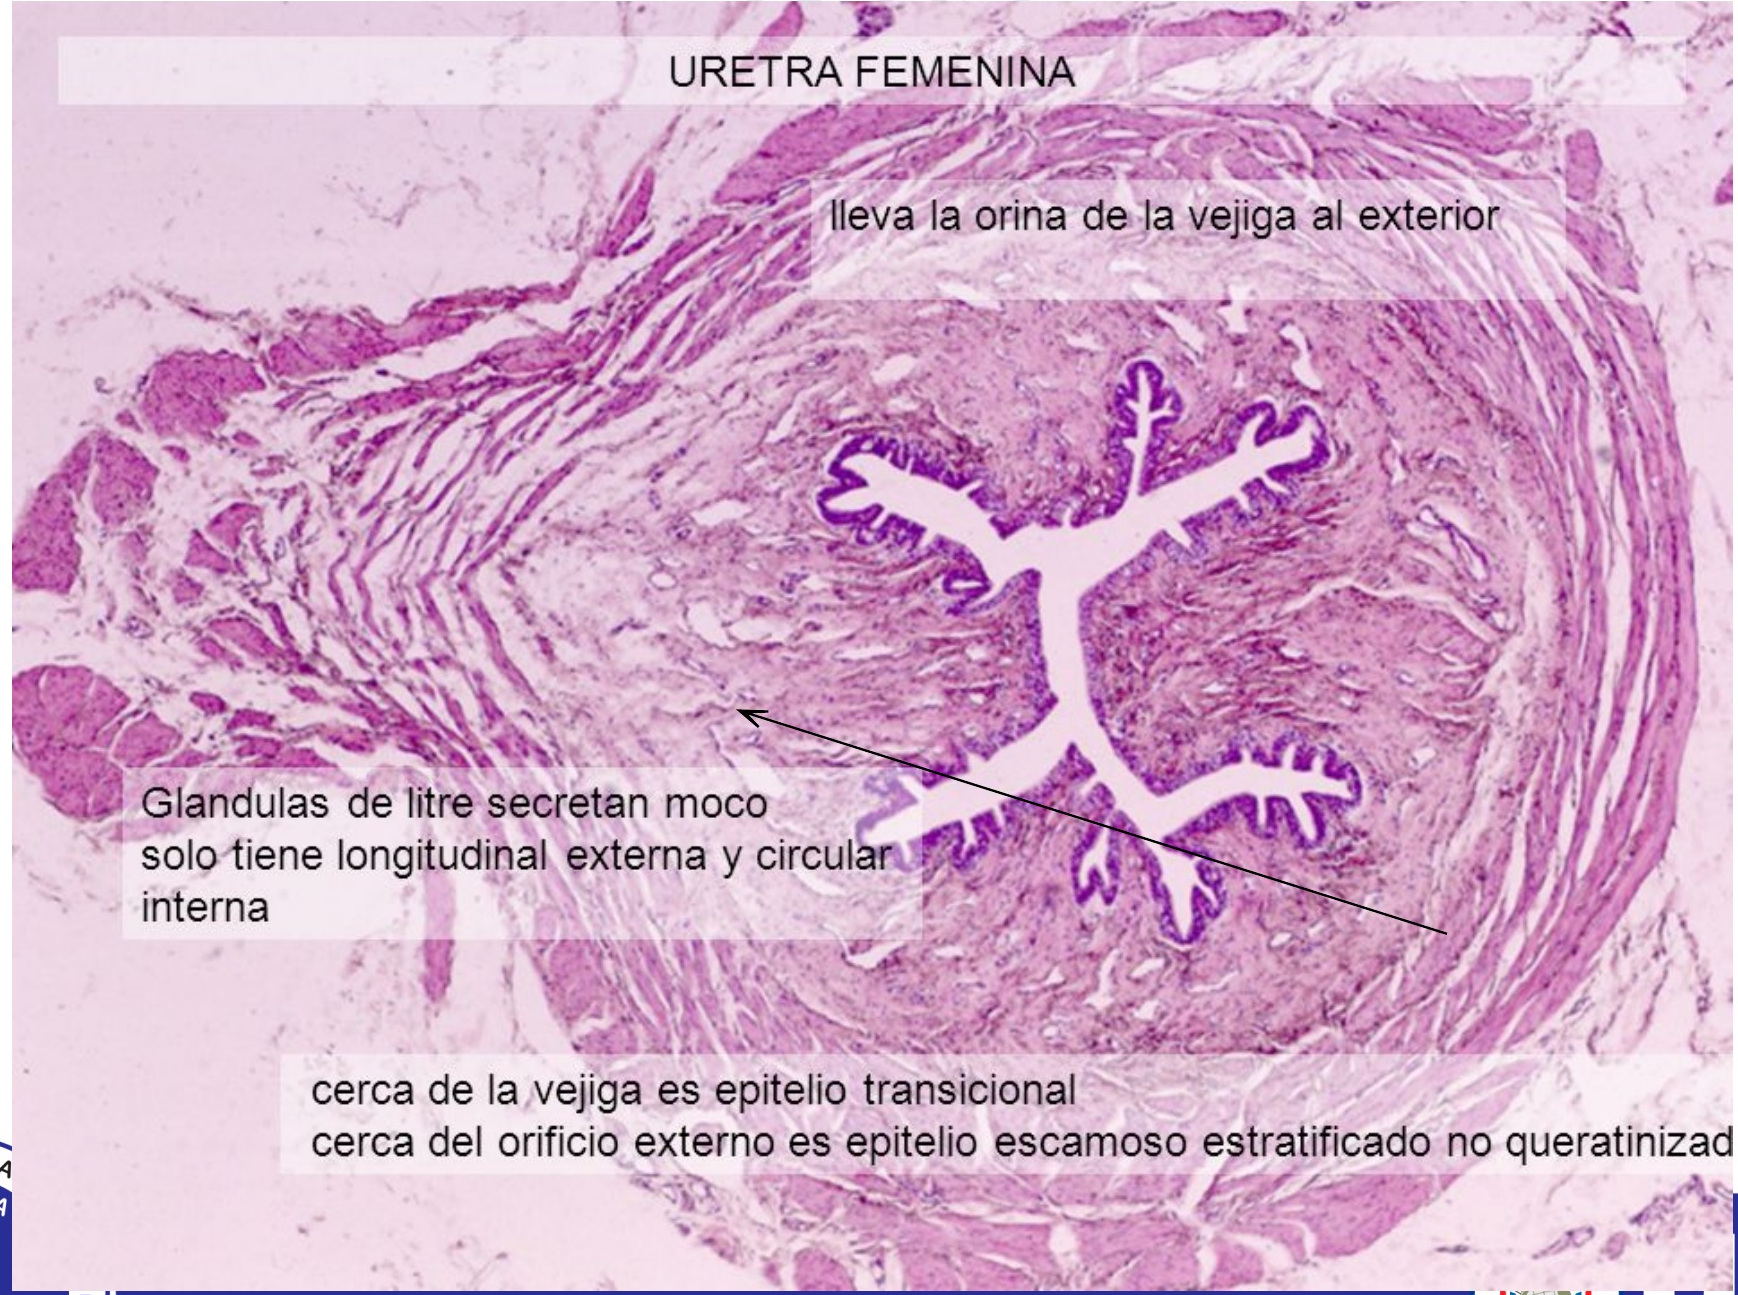 URETRA FEMENINA
lleva la orina de la vejiga al exterior
Glandulas de litre secretan moco
solo tiene longitudinal externa y circular
interna
cerca de la vejiga es epitelio transicional
cerca del orificio externo es epitelio escamoso estratificado no queratinizad
A
A